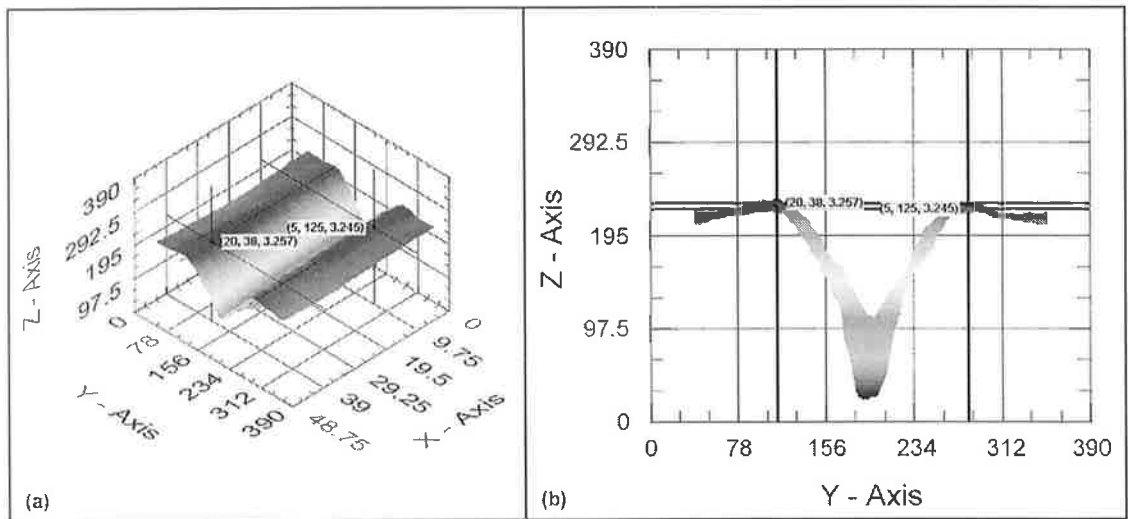 390
292.5
195
97.5
0
Z - Axis
78
156
234
312
390
Y - Axis
0
9.75
19.5
29.25
39
48.75
X - Axis
(20, 38, 3.257)
(5, 125, 3.245)
(a)
390
292.5
195
97.5
0
Z - Axis
(20, 38, 3.257)
(5, 125, 3.245)
0
78
156
234
312
390
Y - Axis
(b)